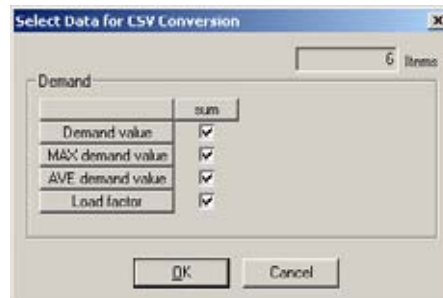 Select Data for CSV Conversion
6 Items
Demand
sum
Demand value
MAX demand value
AVE demand value
Load factor
OK Cancel